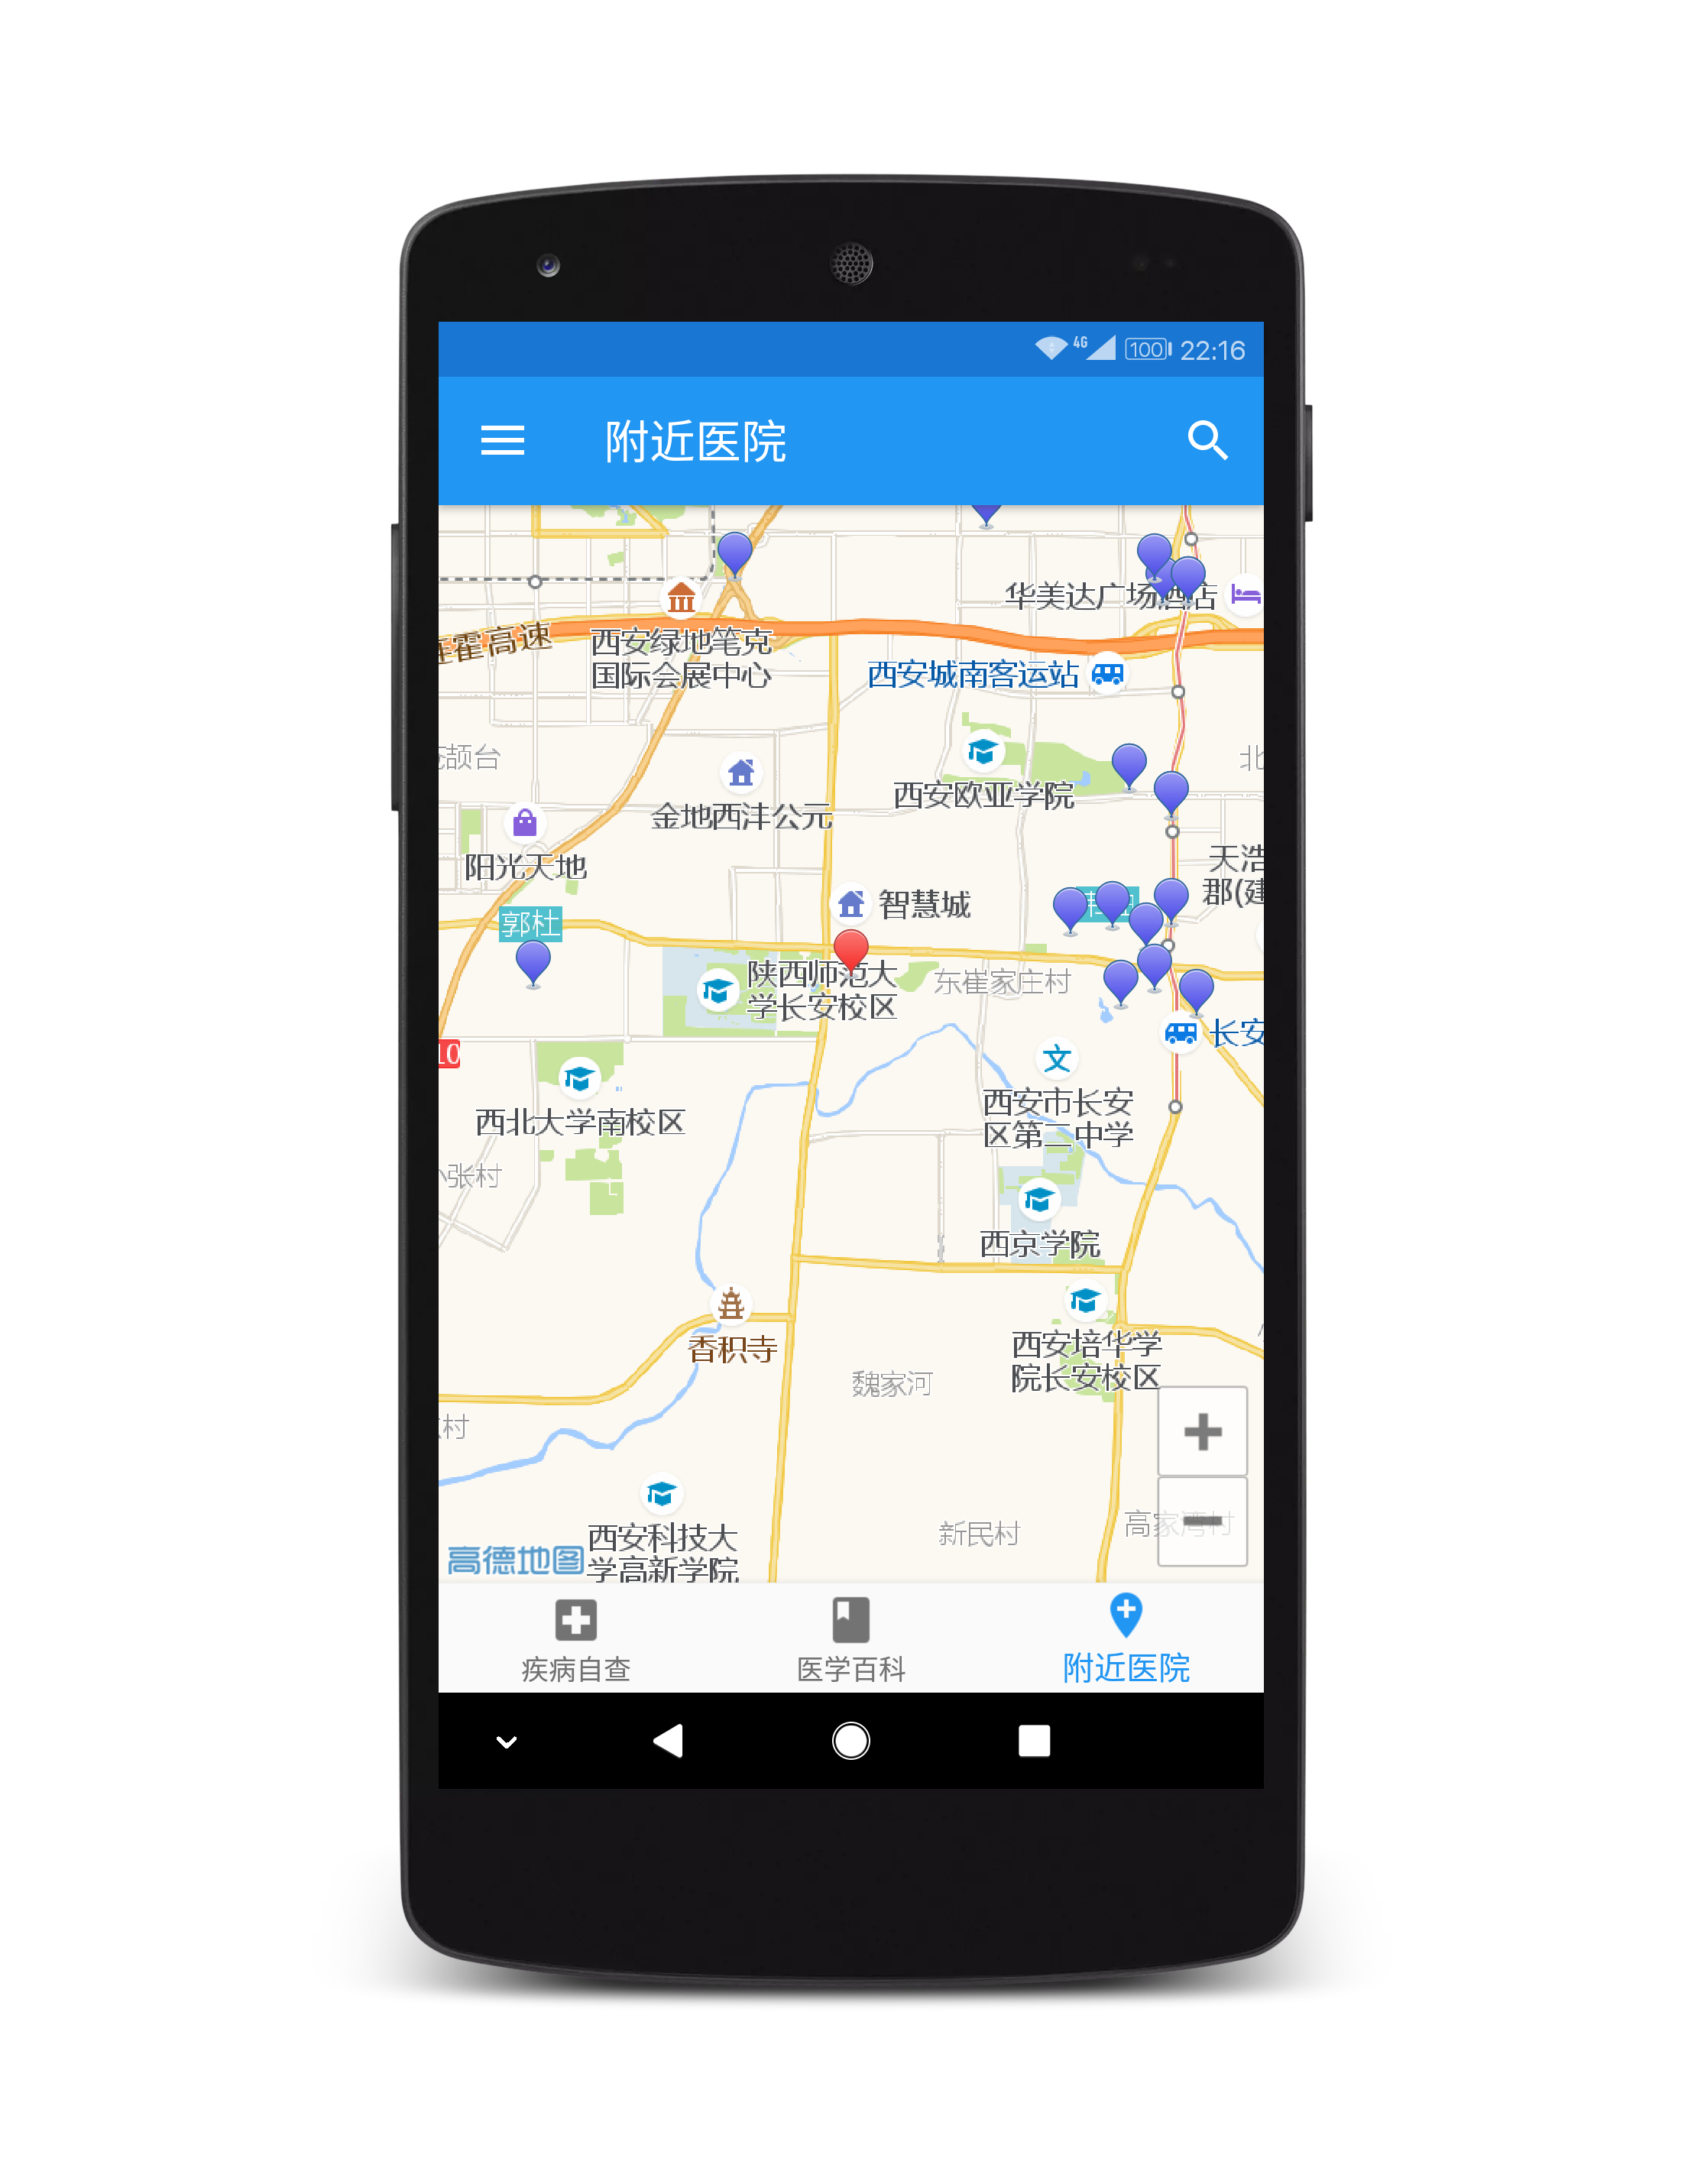 4G 100 22:16
附近医院
华美达广场酒店
连霍高速
西安绿地笔克
国际会展中心
西安城南客运站
北
西安欧亚学院
金地西沣公元
阳光天地
天浩
郡(建
智慧城
郭杜
陕西师范大
学长安校区
东崔家庄村
长安
10
西安市长安
区第二中学
西北大学南校区
小张村
西京学院
香积寺
西安培华学
院长安校区
魏家河
村
新民村
高家湾村
西安科技大
学高新学院
高德地图
疾病自查
医学百科
附近医院